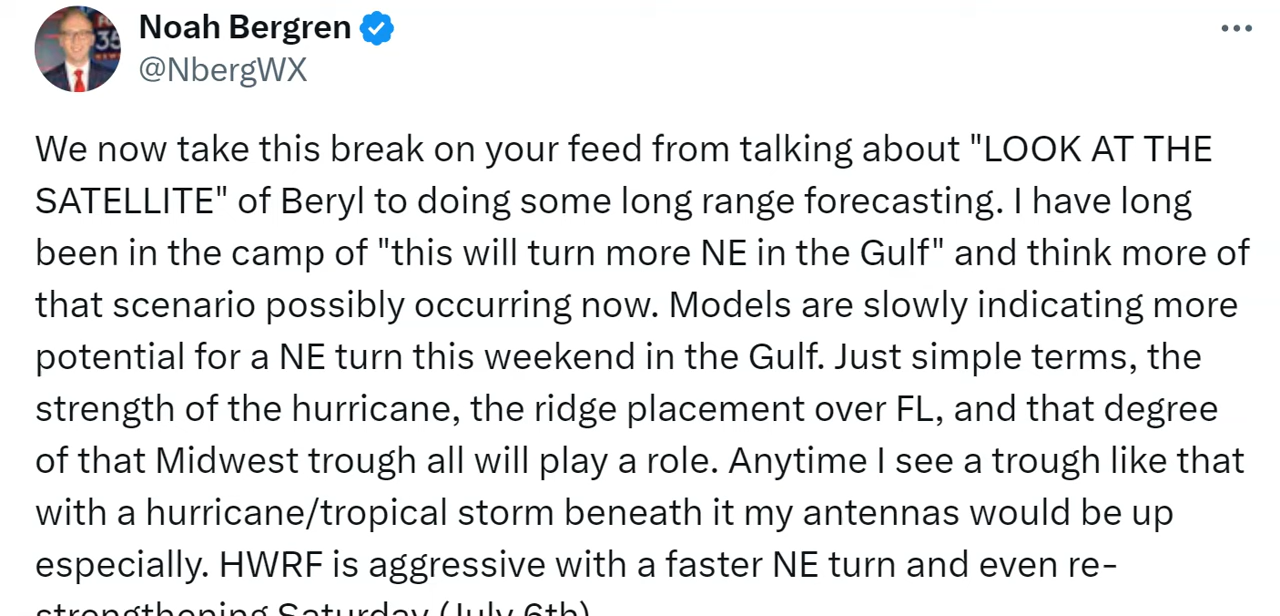 Noah Bergren
@NbergWX
We now take this break on your feed from talking about "LOOK AT THE
SATELLITE" of Beryl to doing some long range forecasting. I have long
been in the camp of "this will turn more NE in the Gulf" and think more of
that scenario possibly occurring now. Models are slowly indicating more
potential for a NE turn this weekend in the Gulf. Just simple terms, the
strength of the hurricane, the ridge placement over FL, and that degree
of that Midwest trough all will play a role. Anytime I see a trough like that
with a hurricane/tropical storm beneath it my antennas would be up
especially. HWRF is aggressive with a faster NE turn and even re-
strengthening Saturday (July 6th)